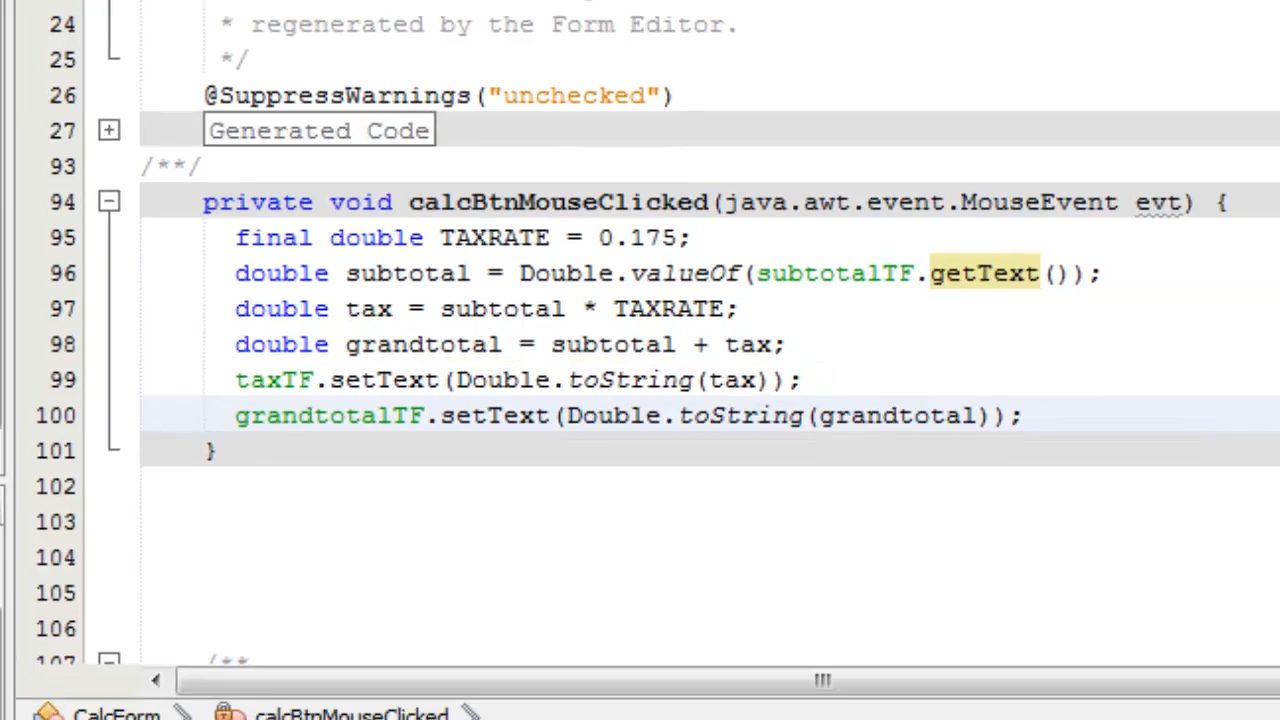 24 * regenerated by the Form Editor.
25 */
26 @SuppressWarnings("unchecked")
27 Generated Code
93 /**/
94 private void calcBtnMouseClicked(java.awt.event.MouseEvent evt) {
95 final double TAXRATE = 0.175;
96 double subtotal = Double.valueOf(subtotalTF.getText());
97 double tax = subtotal * TAXRATE;
98 double grandtotal = subtotal + tax;
99 taxTF.setText(Double.toString(tax));
100 grandtotalTF.setText(Double.toString(grandtotal));
101 }
102
103
104
105
106
107 /**
CalcForm calcBtnMouseClicked